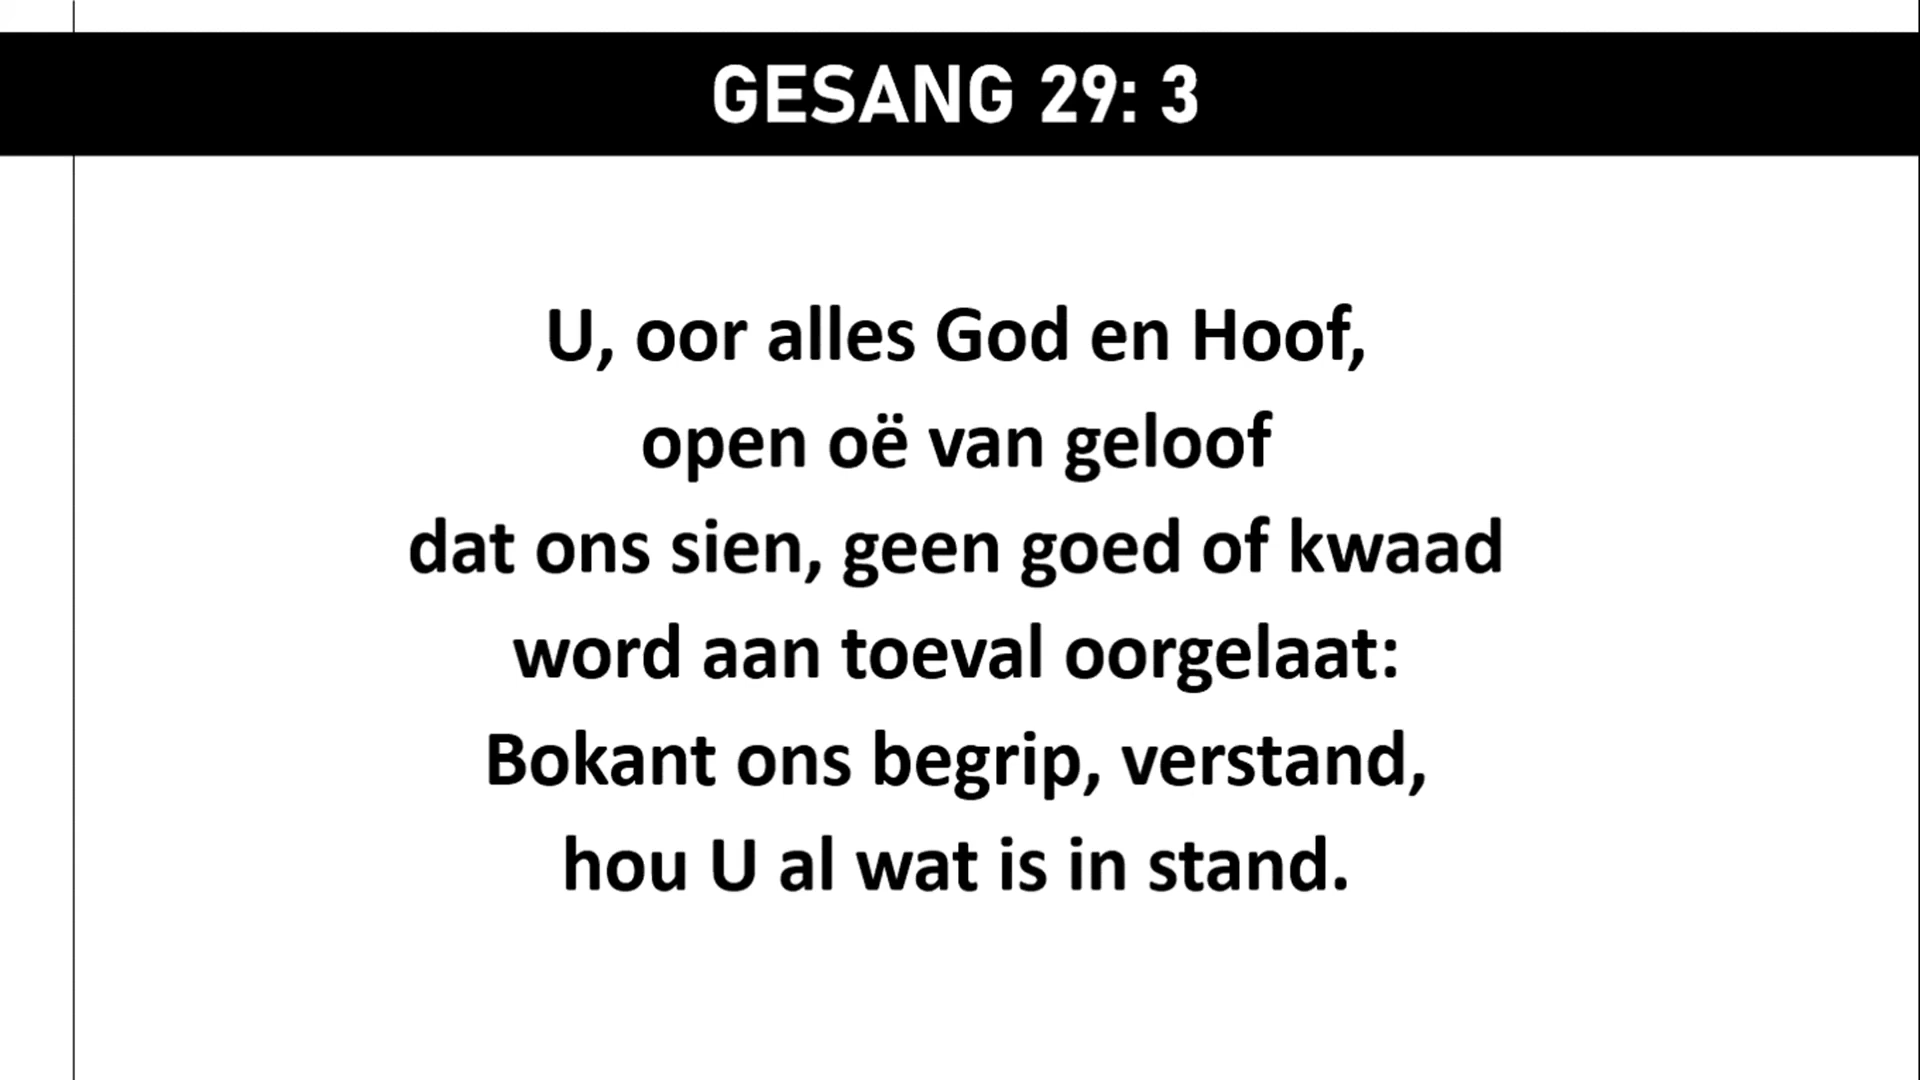 GESANG 29: 3
U, oor alles God en Hoof,
open oë van geloof
dat ons sien, geen goed of kwaad
word aan toeval oorgelaat:
Bokant ons begrip, verstand,
hou U al wat is in stand.